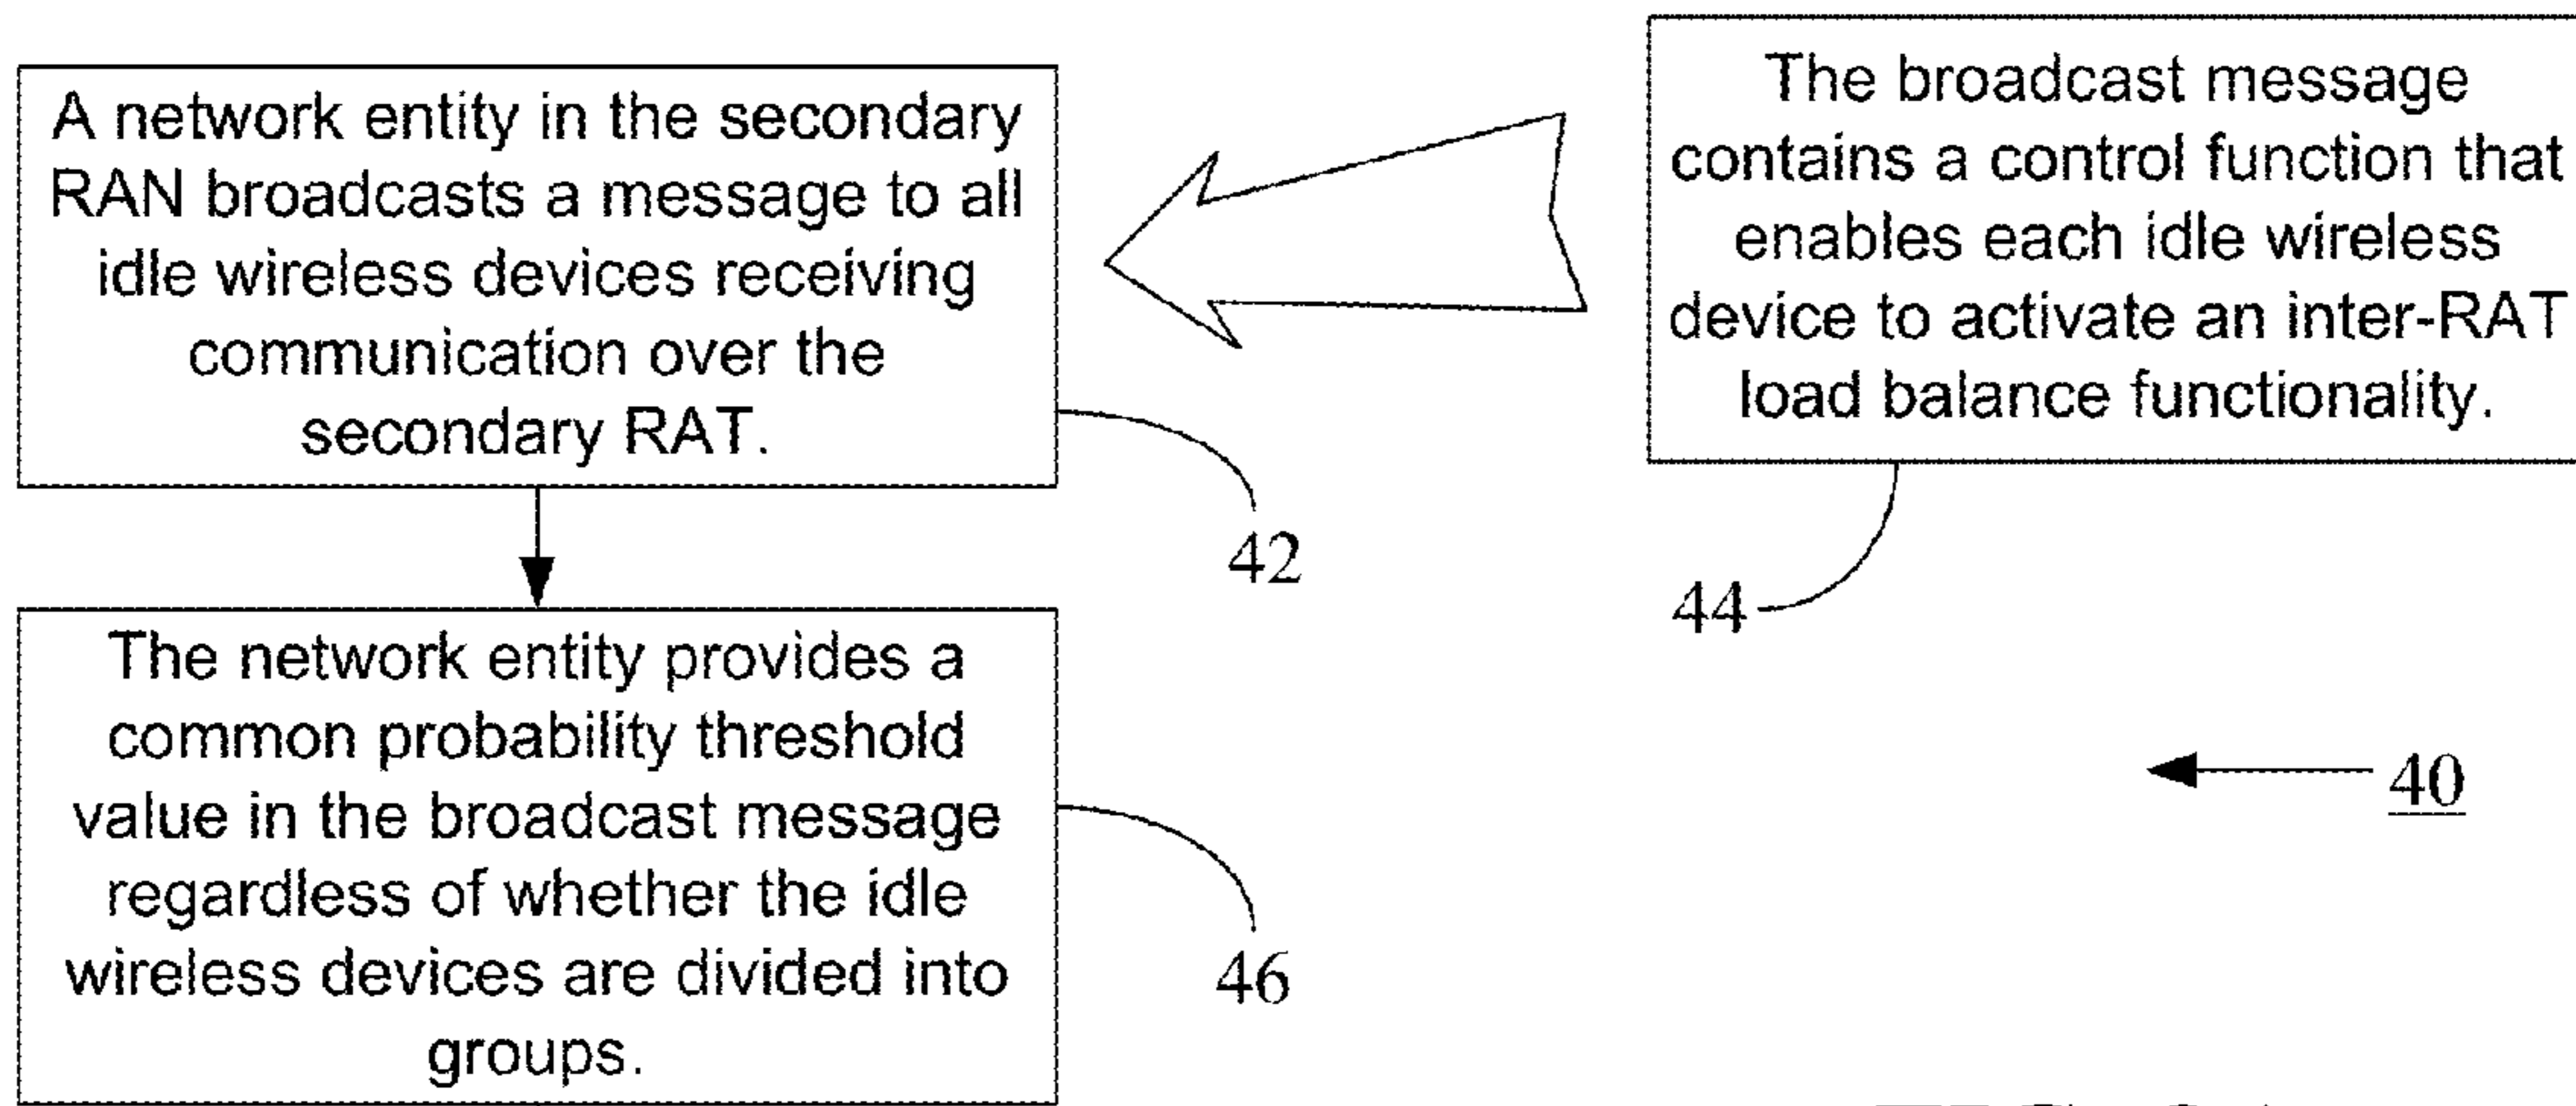 A network entity in the secondary
RAN broadcasts a message to all
idle wireless devices receiving
communication over the
secondary RAT.
42
The broadcast message
contains a control function that
enables each idle wireless
device to activate an inter-RAT
load balance functionality.
44
The network entity provides a
common probability threshold
value in the broadcast message
regardless of whether the idle
wireless devices are divided into
groups.
46
40